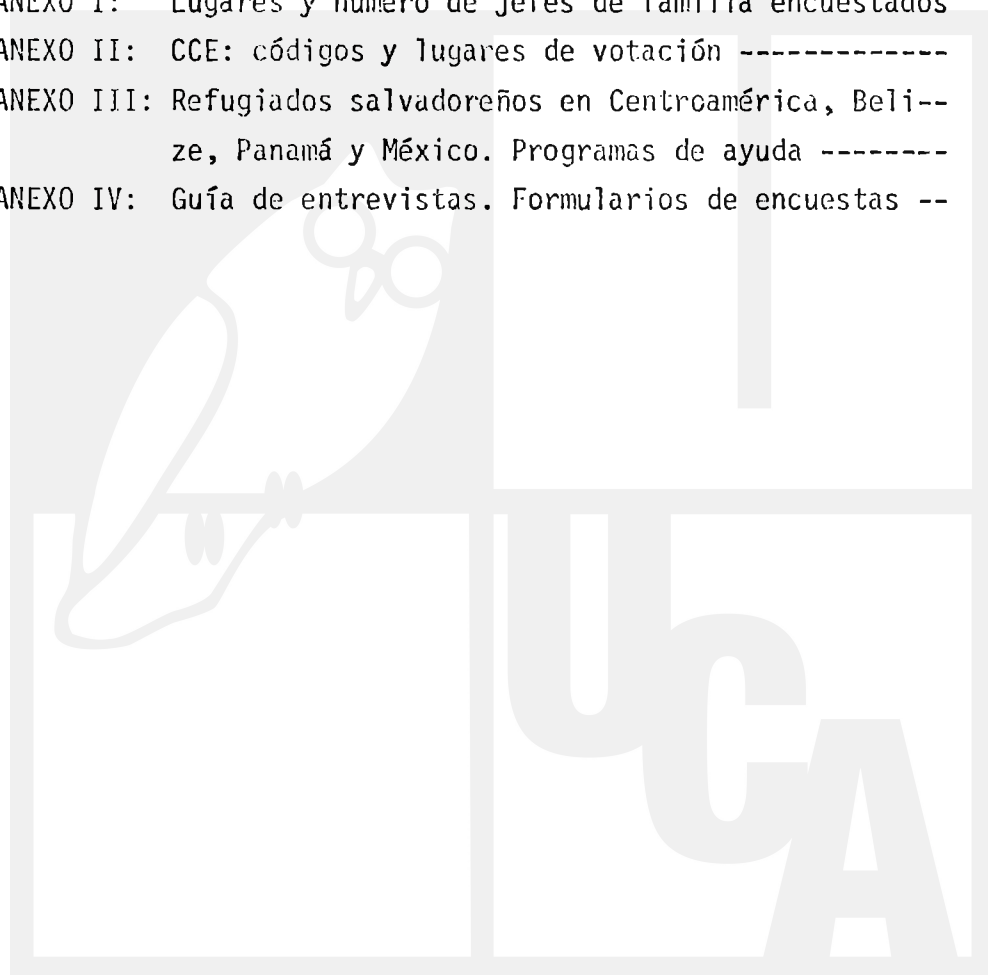 ANEXO I: Lugares y número de jefes de familia encuestados
ANEXO II: CCE: códigos y lugares de votación -------------
ANEXO III: Refugiados salvadoreños en Centroamérica, Beli--
ze, Panamá y México. Programas de ayuda --------
ANEXO IV: Guía de entrevistas. Formularios de encuestas --
UCA